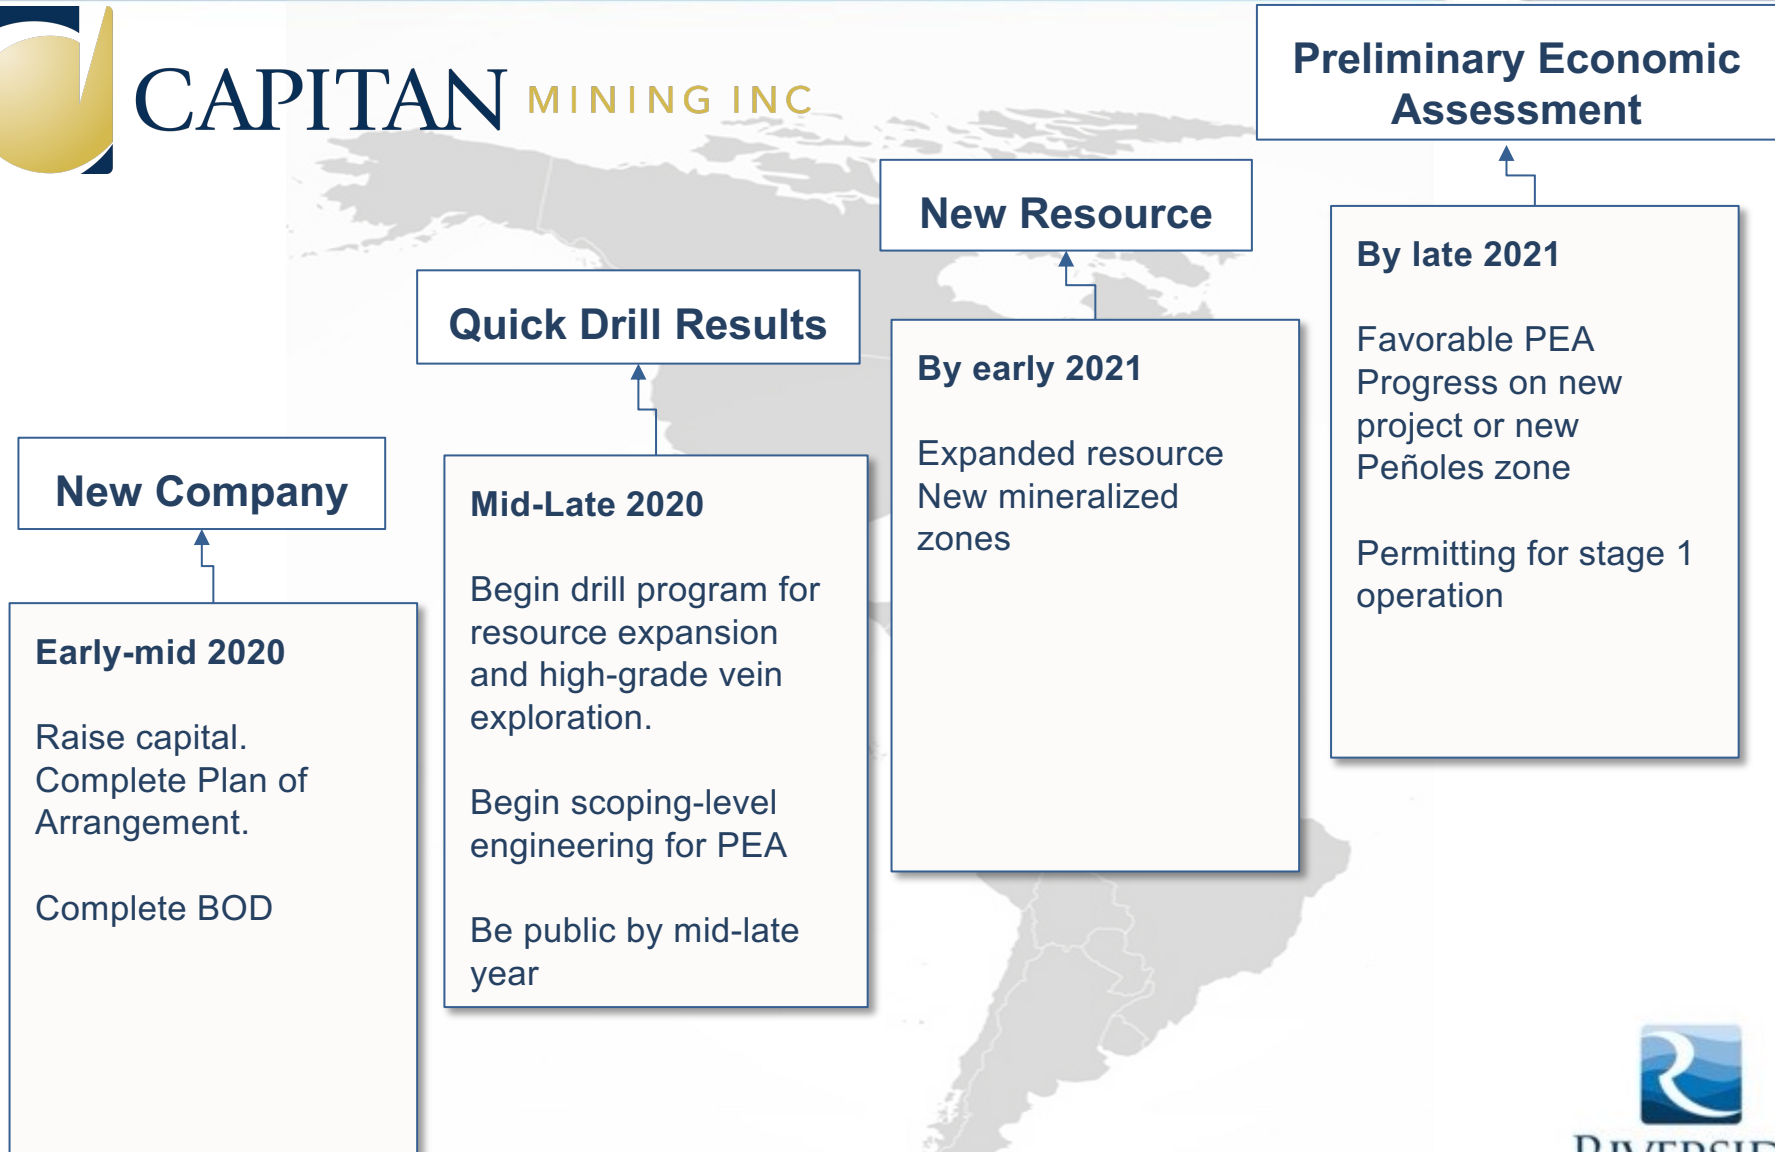 CAPITAN MINING INC
Preliminary Economic
Assessment
New Resource
Quick Drill Results
New Company
Early-mid 2020
Raise capital.
Complete Plan of
Arrangement.
Complete BOD
Mid-Late 2020
Begin drill program for
resource expansion
and high-grade vein
exploration.
Begin scoping-level
engineering for PEA
Be public by mid-late
year
By early 2021
Expanded resource
New mineralized
zones
By late 2021
Favorable PEA
Progress on new
project or new
Peñoles zone
Permitting for stage 1
operation